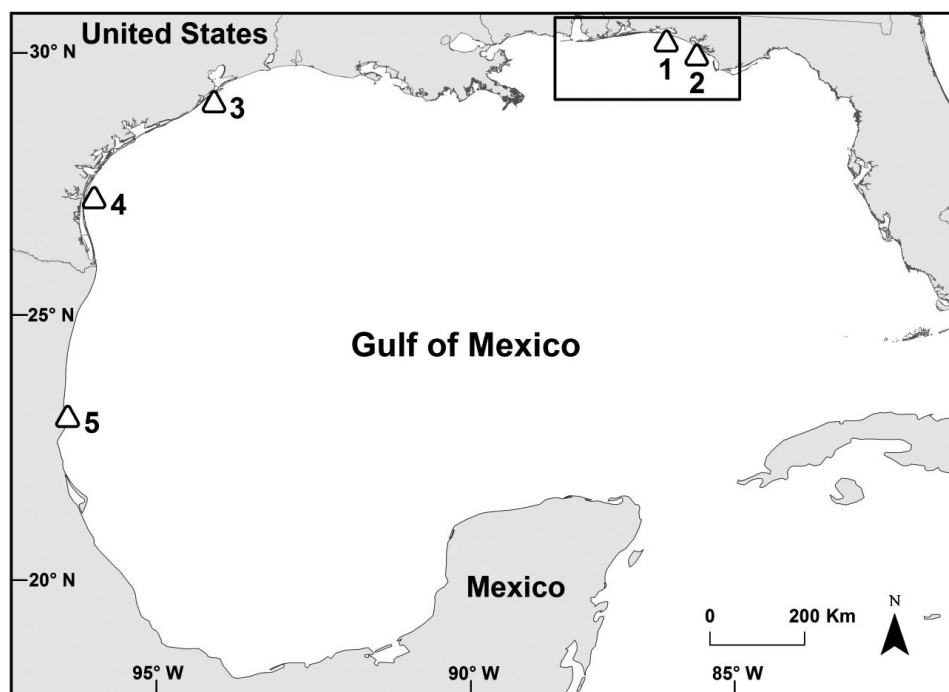 United States
30° N
1
2
3
4
25° N
Gulf of Mexico
5
20° N
Mexico
0 200 Km
N
95° W 90° W 85° W